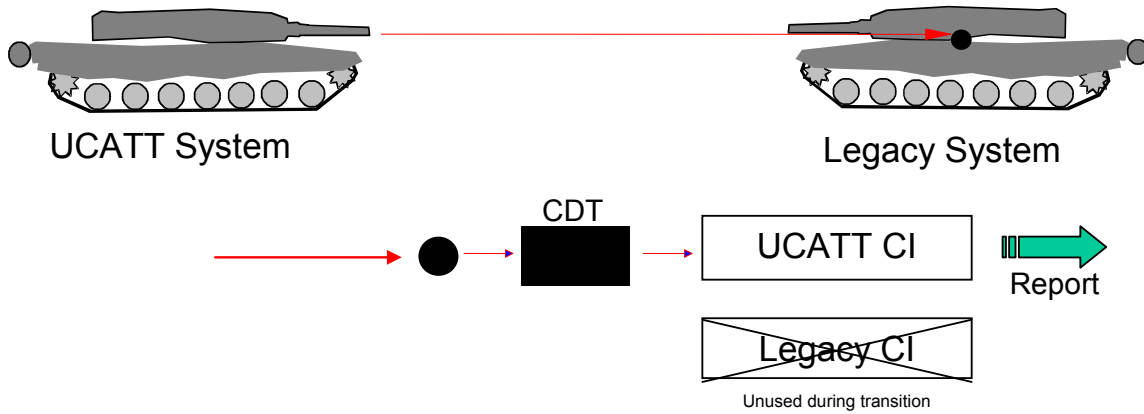 UCATT System
Legacy System
CDT
UCATT CI
Report
Legacy CI
Unused during transition